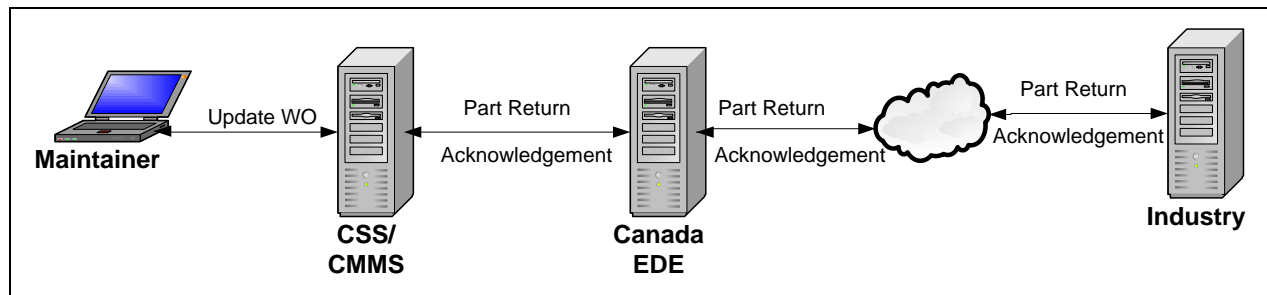 Update WO
Maintainer
Part Return
Acknowledgement
CSS/
CMMS
Part Return
Acknowledgement
Canada
EDE
Part Return
Acknowledgement
Industry